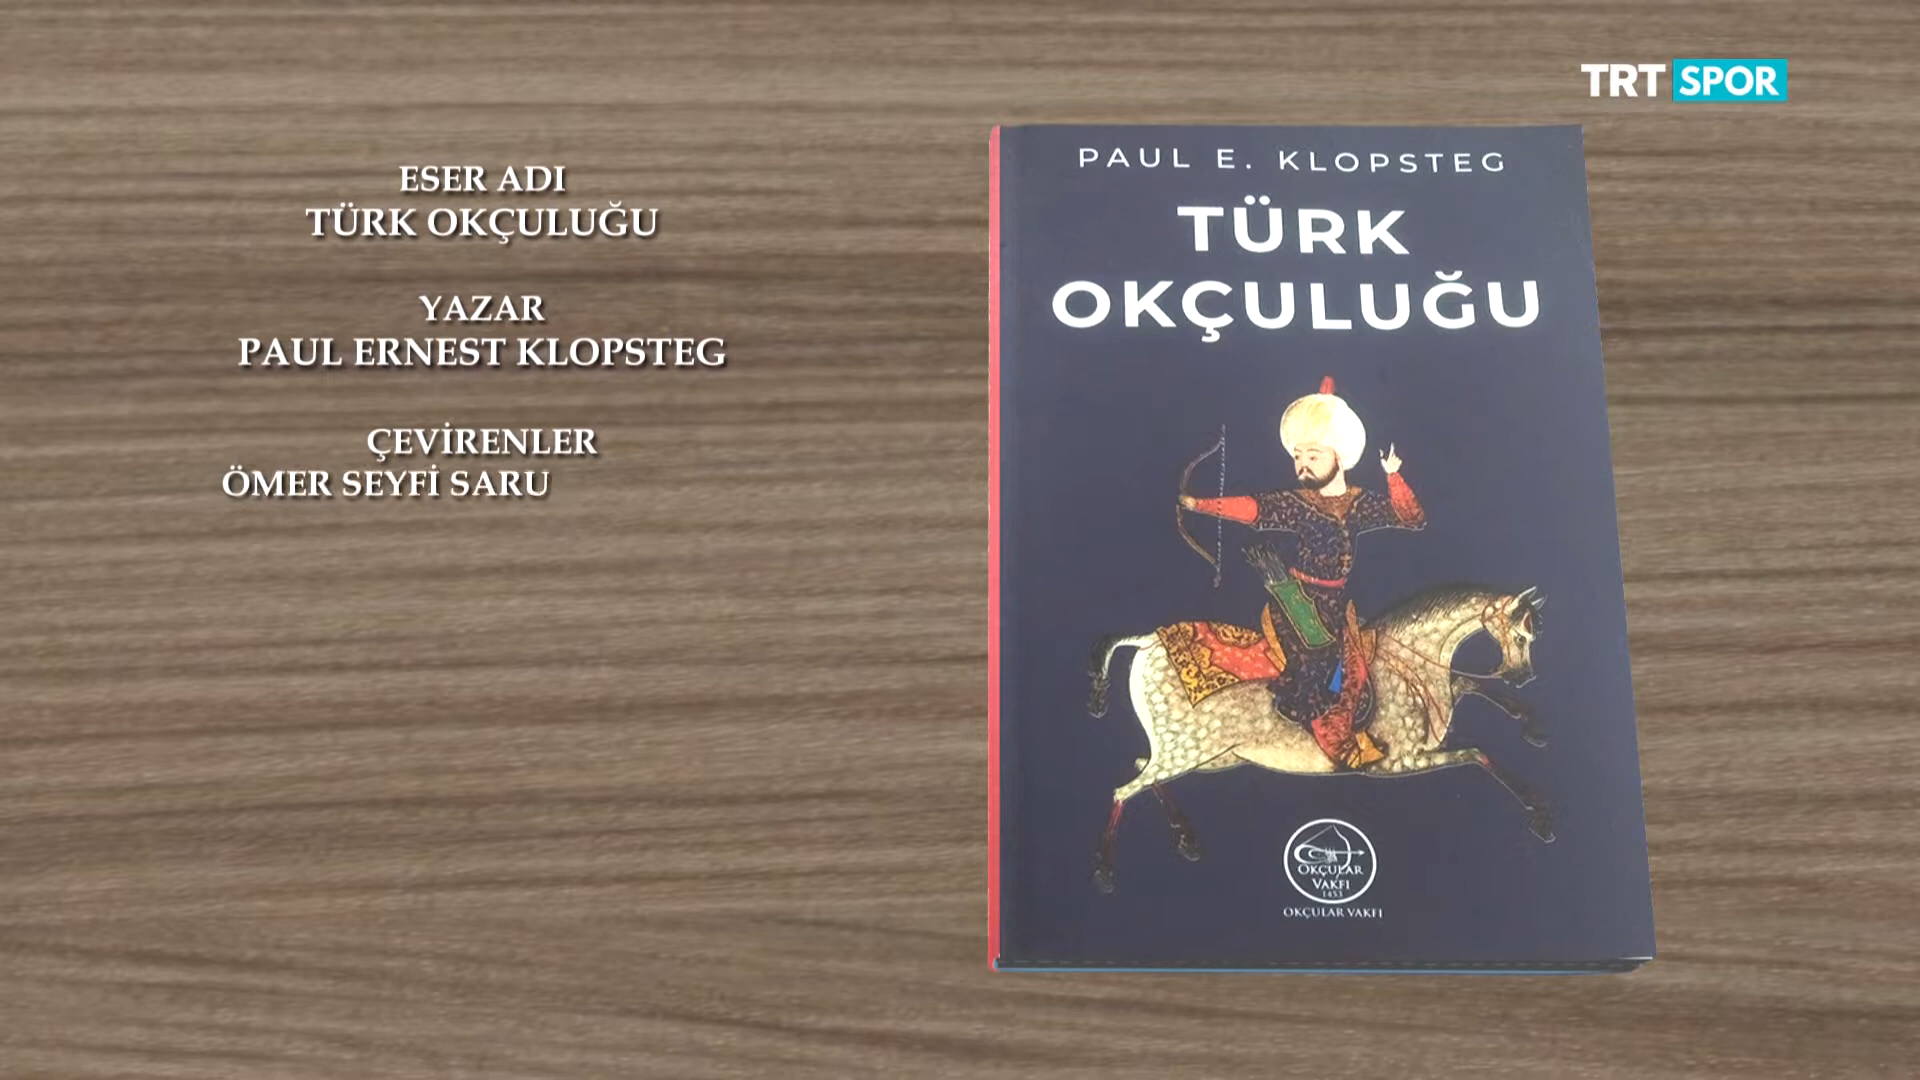 TRT SPOR
ESER ADI
TÜRK OKÇULUĞU
YAZAR
PAUL ERNEST KLOPSTEG
ÇEVİRENLER
ÖMER SEYFİ SARU
PAUL E. KLOPSTEG
TÜRK
OKÇULUĞU
OKÇULAR
VAKFI
1453
OKÇULAR VAKFI